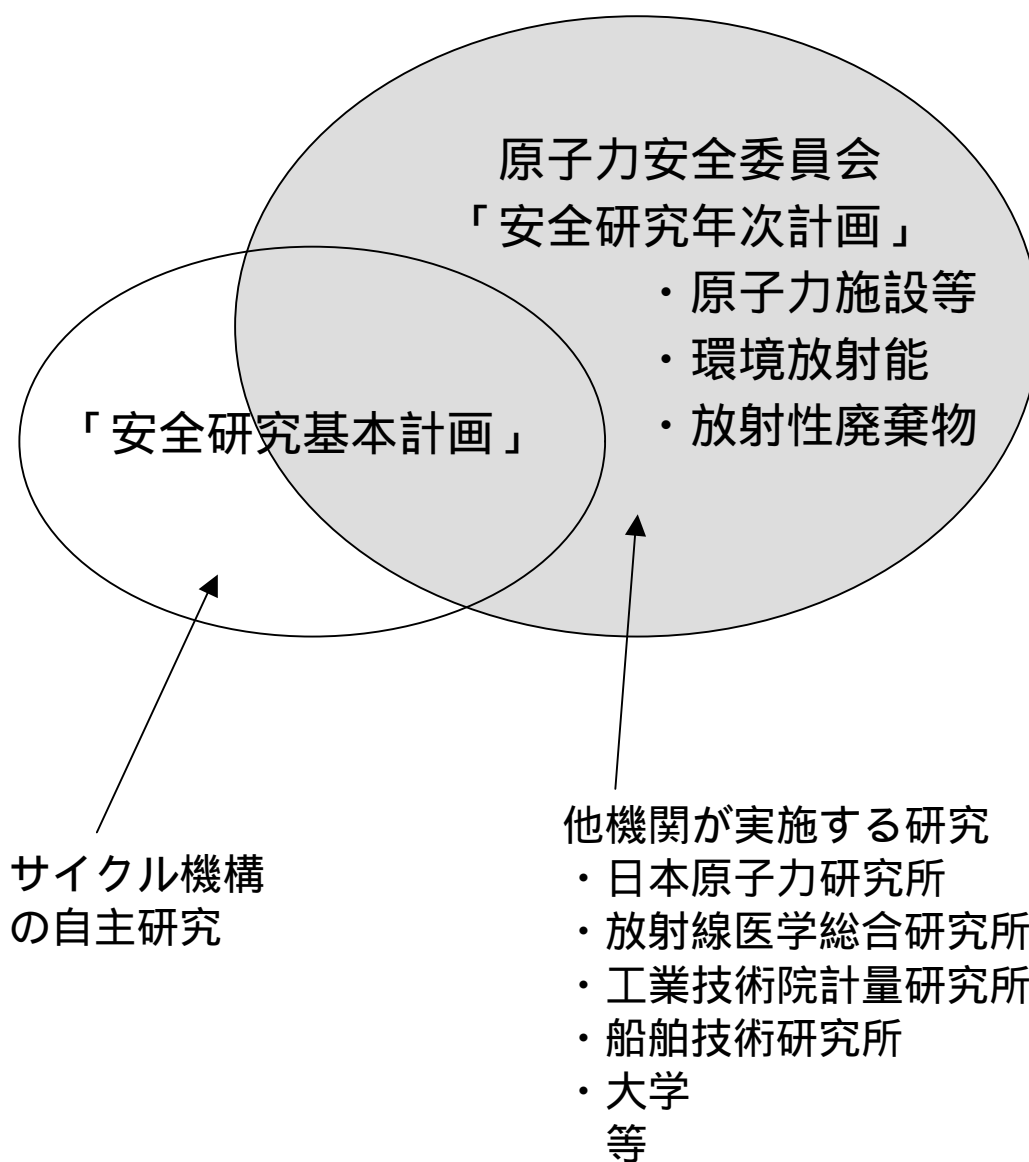 原子力安全委員会
「安全研究年次計画」
・原子力施設等
・環境放射能
・放射性廃棄物
「安全研究基本計画」
サイクル機構
の自主研究
他機関が実施する研究
・日本原子力研究所
・放射線医学総合研究所
・工業技術院計量研究所
・船舶技術研究所
・大学
等